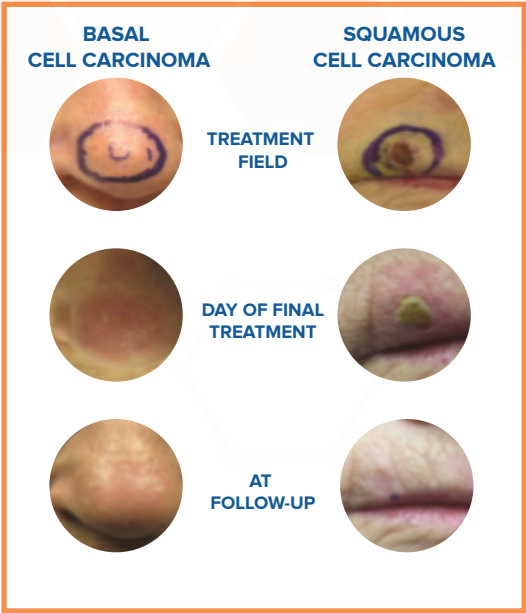 BASAL
CELL CARCINOMA
SQUAMOUS
CELL CARCINOMA
TREATMENT
FIELD
DAY OF FINAL
TREATMENT
AT
FOLLOW-UP